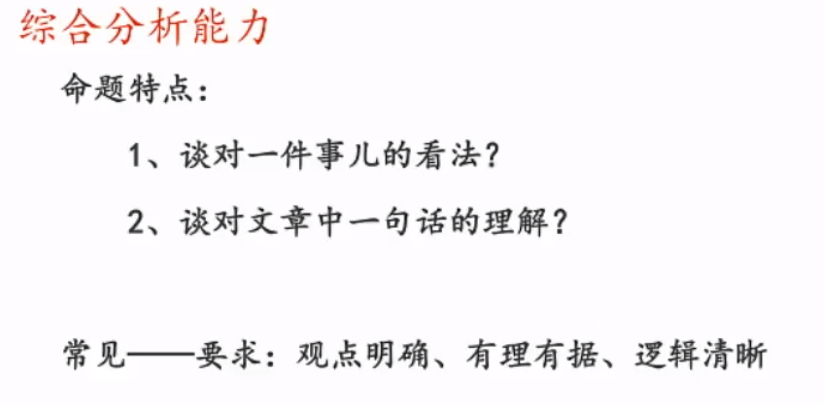 综合分析能力
命题特点：
1、谈对一件事儿的看法？
2、谈对文章中一句话的理解？
常见——要求：观点明确、有理有据、逻辑清晰